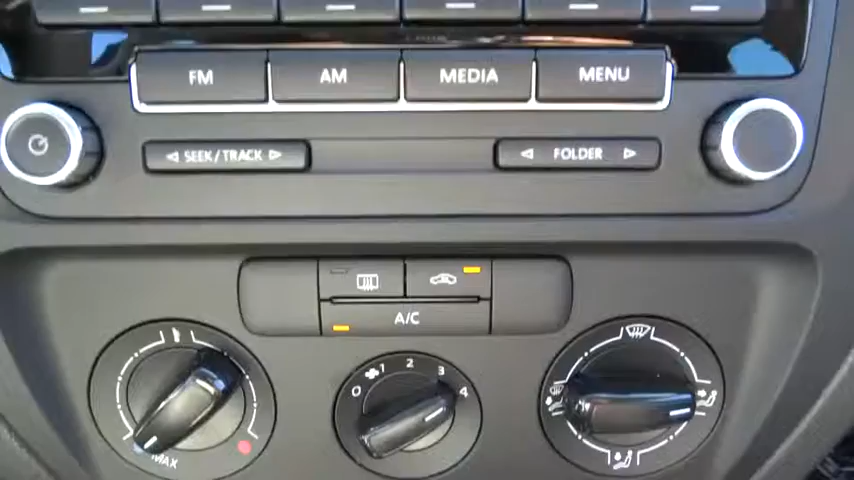 FM AM MEDIA MENU
SEEK/TRACK FOLDER
A/C
0 1 2 3 4
MAX